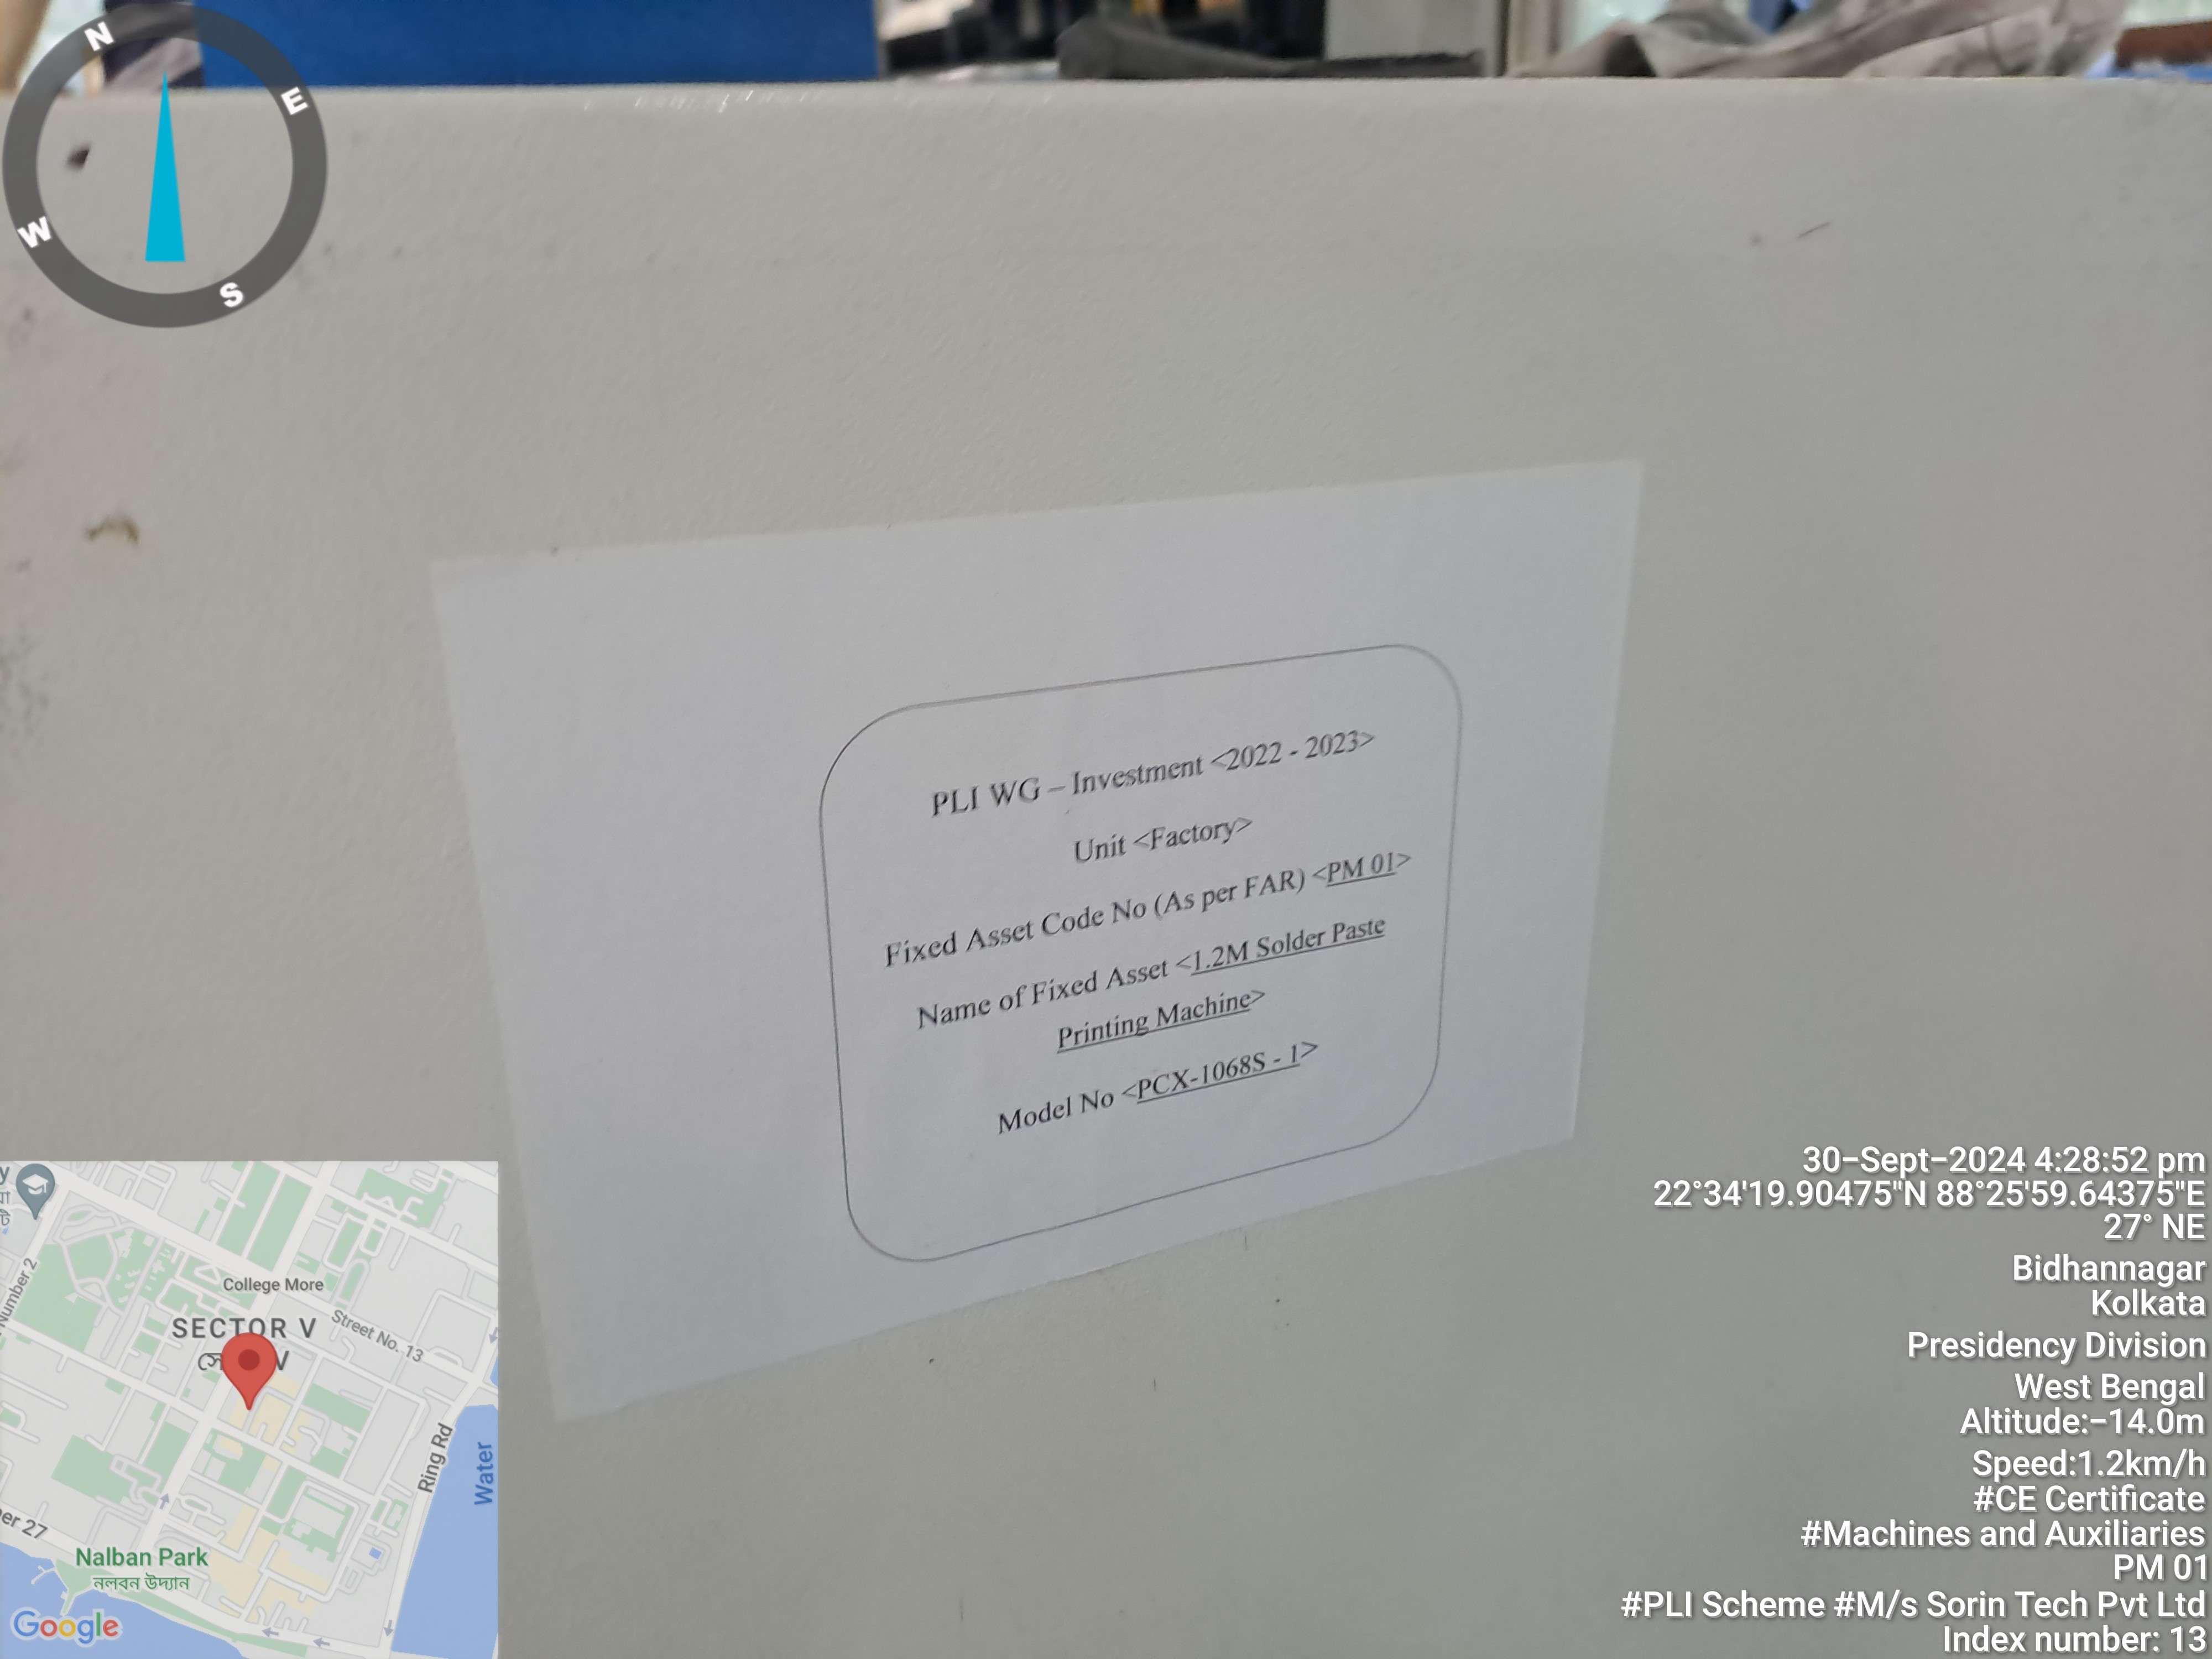 N
E
W
S
PLI WG – Investment <2022 - 2023>
Unit <Factory>
Fixed Asset Code No (As per FAR) <PM 01>
Name of Fixed Asset <1.2M Solder Paste
Printing Machine>
Model No <PCX-1068S - 1>
College More
SECTOR V
Street No. 13
Number 2
Ring Rd
Water
er 27
Nalban Park
নলবন উদ্যান
Google
30-Sept-2024 4:28:52 pm
22°34'19.90475"N 88°25'59.64375"E
27° NE
Bidhannagar
Kolkata
Presidency Division
West Bengal
Altitude:-14.0m
Speed:1.2km/h
#CE Certificate
#Machines and Auxiliaries
PM 01
#PLI Scheme #M/s Sorin Tech Pvt Ltd
Index number: 13